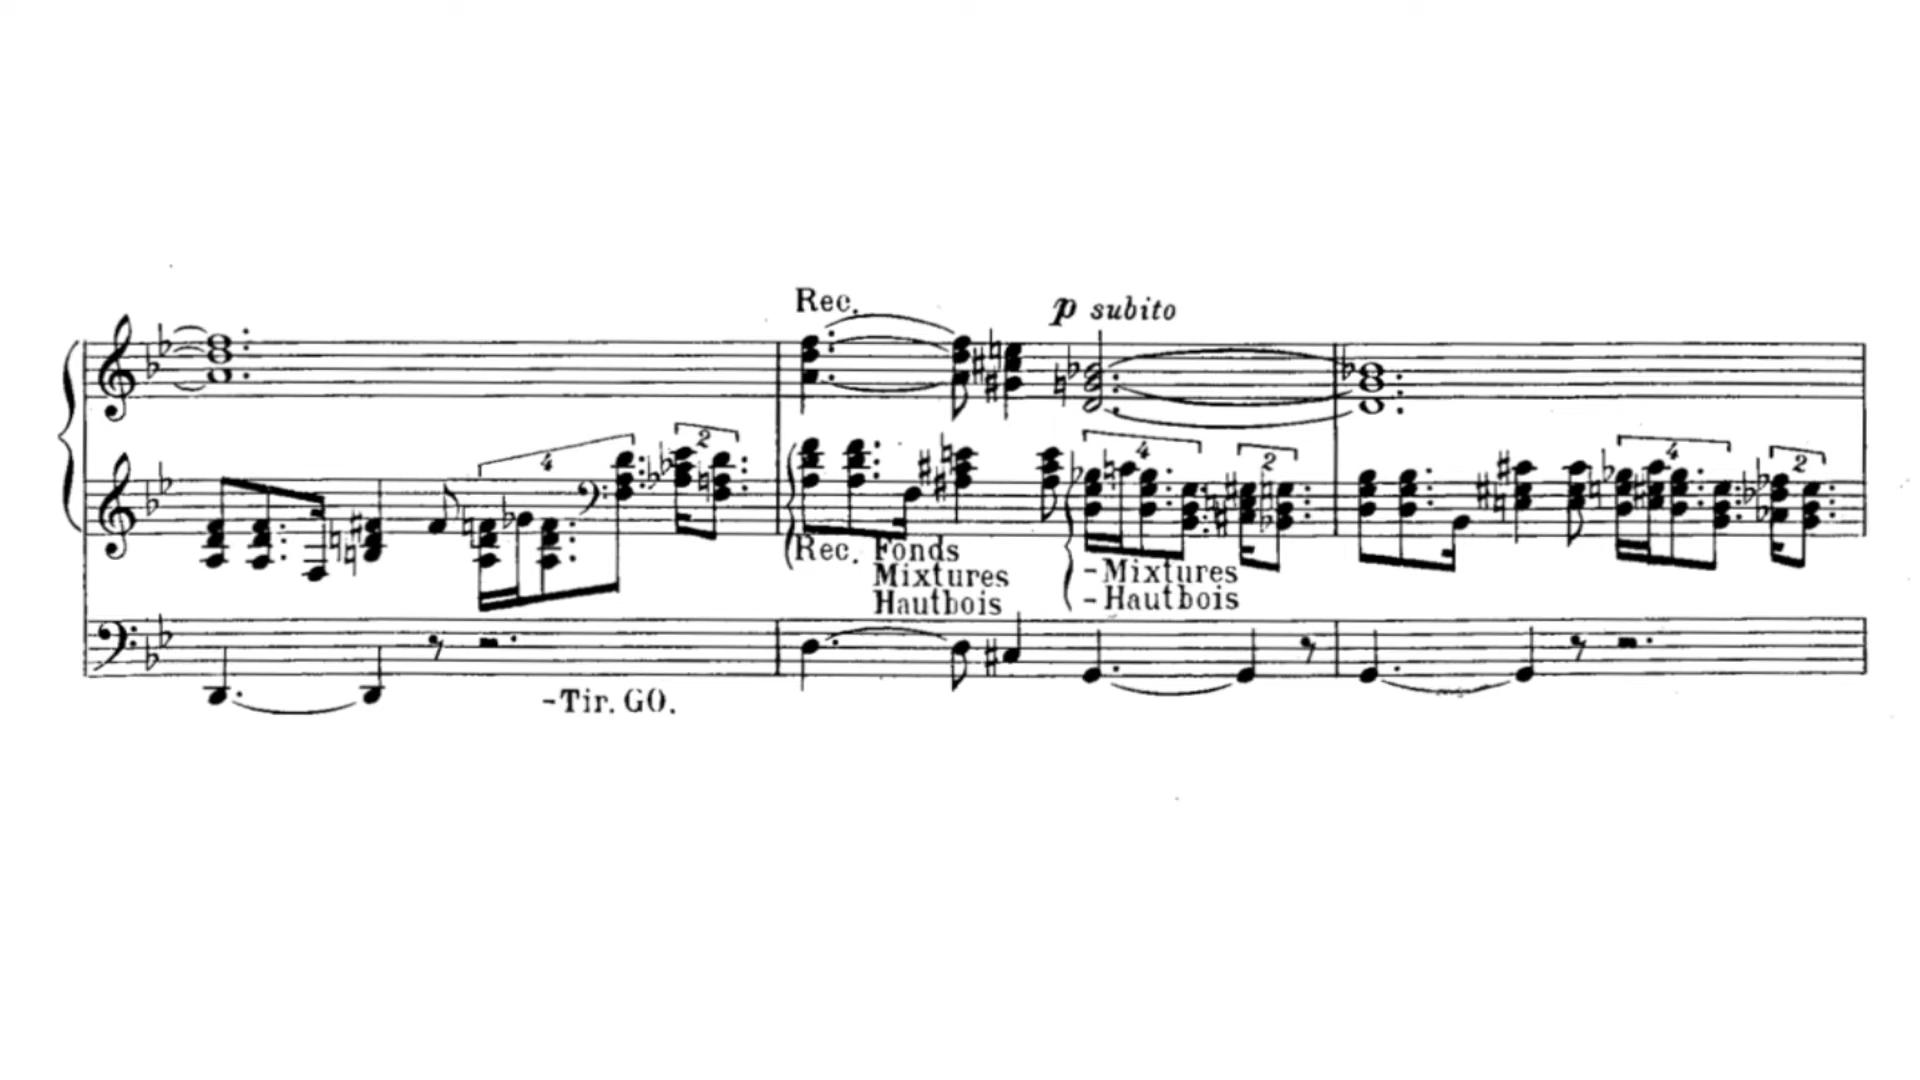 Rec.
p subito
4
2
4
2
4
2
Rec. Fonds
Mixtures
Hautbois
-Mixtures
-Hautbois
-Tir. GO.